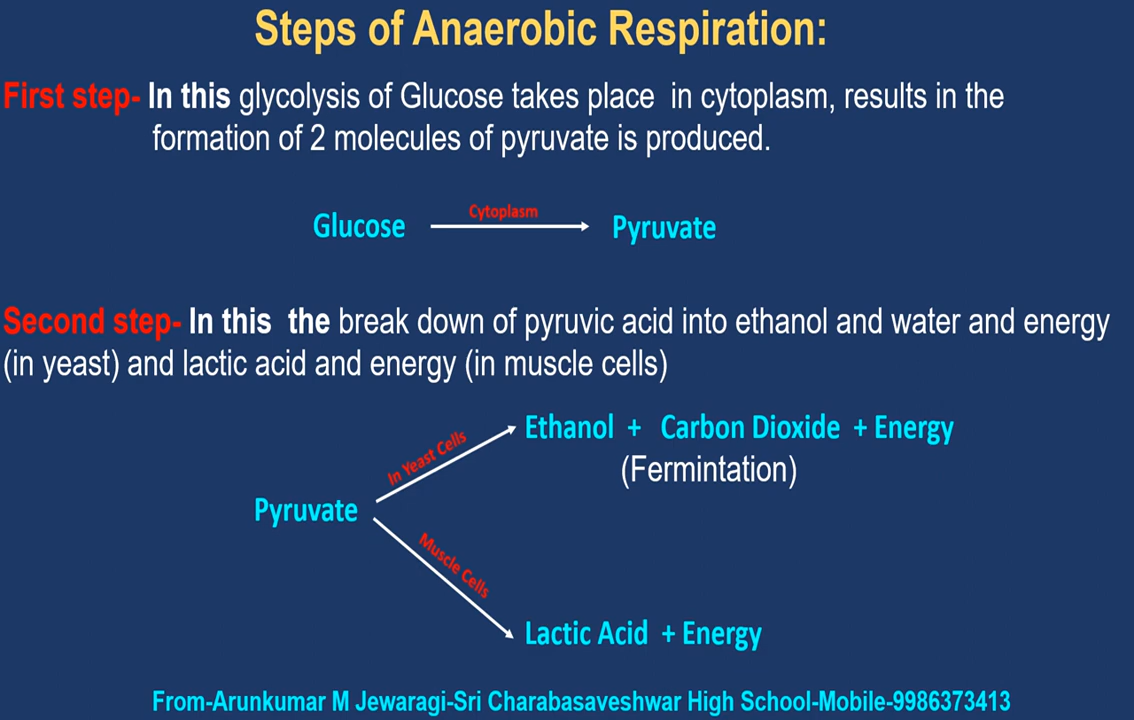 Steps of Anaerobic Respiration:
First step- In this glycolysis of Glucose takes place in cytoplasm, results in the
formation of 2 molecules of pyruvate is produced.
Cytoplasm
Glucose Pyruvate
Second step- In this the break down of pyruvic acid into ethanol and water and energy
(in yeast) and lactic acid and energy (in muscle cells)
Ethanol + Carbon Dioxide + Energy
In Yeast Cells
(Fermintation)
Pyruvate
Muscle Cells
Lactic Acid + Energy
From-Arunkumar M Jewaragi-Sri Charabasaveshwar High School-Mobile-9986373413